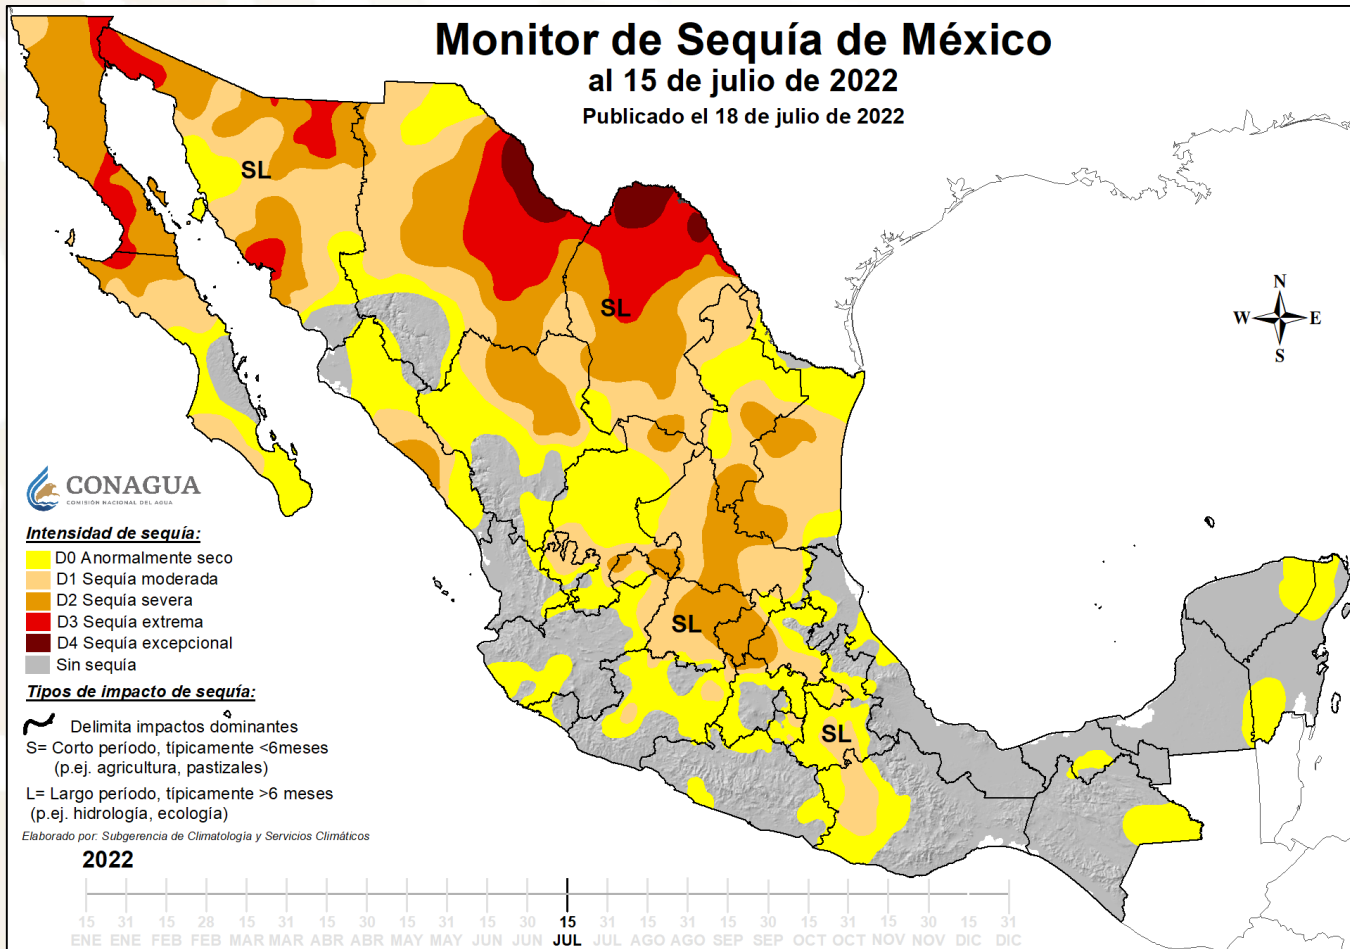 Monitor de Sequía de México
al 15 de julio de 2022
Publicado el 18 de julio de 2022
SL
SL
SL
SL
N
W E
S
CONAGUA
COMISIÓN NACIONAL DEL AGUA
Intensidad de sequía:
D0 Anormalmente seco
D1 Sequía moderada
D2 Sequía severa
D3 Sequía extrema
D4 Sequía excepcional
Sin sequía
Tipos de impacto de sequía:
Delimita impactos dominantes
S= Corto período, típicamente <6meses
(p.ej. agricultura, pastizales)
L= Largo período, típicamente >6 meses
(p.ej. hidrología, ecología)
Elaborado por: Subgerencia de Climatología y Servicios Climáticos
2022
15 31 15 28 15 31 15 30 15 31 15 30 15 31 15 31 15 30 15 31 15 30 15 31
ENE ENE FEB FEB MAR MAR ABR ABR MAY MAY JUN JUN JUL JUL AGO AGO SEP SEP OCT OCT NOV NOV DIC DIC